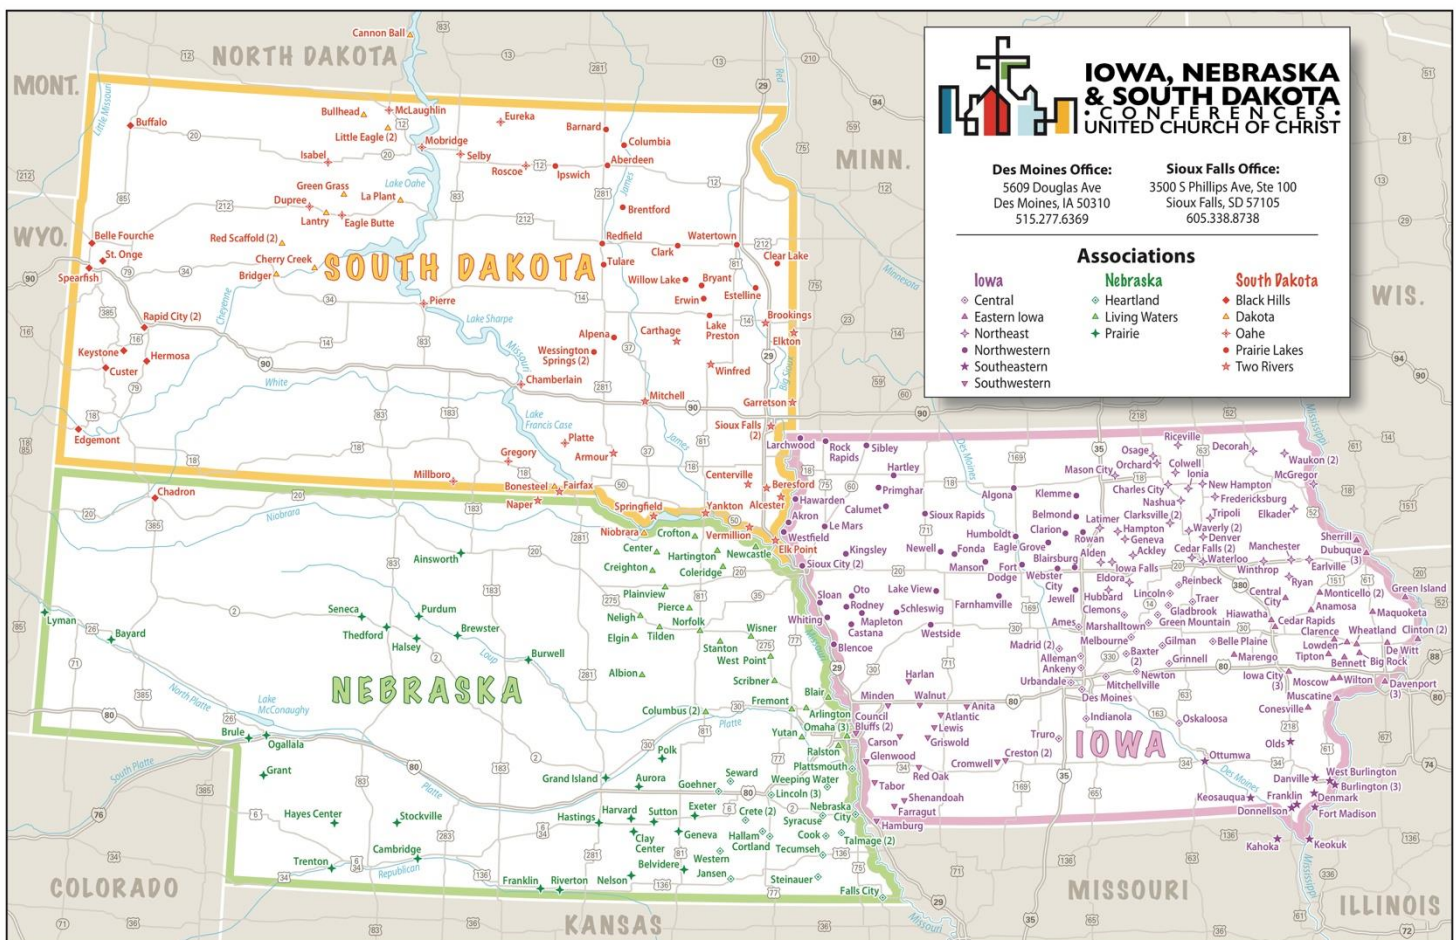 IOWA, NEBRASKA
& SOUTH DAKOTA
• CONFERENCES •
UNITED CHURCH OF CHRIST
Des Moines Office:
5609 Douglas Ave
Des Moines, IA 50310
515.277.6369
Sioux Falls Office:
3500 S Phillips Ave, Ste 100
Sioux Falls, SD 57105
605.338.8738
Associations
Iowa
Central
Eastern Iowa
Northeast
Northwestern
Southeastern
Southwestern
Nebraska
Heartland
Living Waters
Prairie
South Dakota
Black Hills
Dakota
Oahe
Prairie Lakes
Two Rivers
NORTH DAKOTA
MONT.
WYO.
MINN.
WIS.
COLORADO
KANSAS
MISSOURI
ILLINOIS
SOUTH DAKOTA
Cannon Ball
Buffalo
Bullhead
McLaughlin
Little Eagle (2)
Eureka
Mobridge
Isabel
Selby
Roscoe
Ipswich
Barnard
Columbia
Aberdeen
Green Grass
La Plant
Dupree
Lantry
Eagle Butte
Lake Oahe
Brentford
Belle Fourche
St. Onge
Spearfish
Red Scaffold (2)
Cherry Creek
Bridger
Redfield
Tulare
Clark
Watertown
Clear Lake
Willow Lake
Bryant
Erwin
Estelline
Lake Preston
Brookings
Elkton
Rapid City (2)
Keystone
Hermosa
Custer
Edgemont
Pierre
Lake Sharpe
Alpena
Carthage
Wessington Springs (2)
Winfred
Chamberlain
Mitchell
Garretson
Sioux Falls (2)
Lake Francis Case
Platte
Armour
Gregory
Millboro
Bonesteel
Fairfax
Naper
Centerville
Beresford
Alcester
Springfield
Yankton
Vermillion
Elk Point
Little Missouri
Cheyenne
White
Missouri
James
James
Big Sioux
Red
Minnesota
NEBRASKA
Chadron
Niobrara
Niobrara
Crofton
Center
Hartington
Newcastle
Creighton
Coleridge
Ainsworth
Plainview
Pierce
Neligh
Norfolk
Elgin
Tilden
Wisner
Stanton
West Point
Albion
Scribner
Lyman
Bayard
Seneca
Purdum
Thedford
Halsey
Brewster
Burwell
Loup
North Platte
Lake McConaughy
South Platte
Brule
Ogallala
Grant
Columbus (2)
Fremont
Blair
Arlington
Omaha (3)
Yutan
Ralston
Plattsmouth
Platte
Platte
Polk
Grand Island
Aurora
Seward
Goehner
Weeping Water
Lincoln (3)
Hayes Center
Stockville
Hastings
Harvard
Sutton
Exeter
Crete (2)
Nebraska City
Syracuse
Clay Center
Geneva
Hallam
Cortland
Cook
Talmage (2)
Tecumseh
Cambridge
Trenton
Republican
Franklin
Riverton
Nelson
Belvidere
Western
Jansen
Steinauer
Falls City
Missouri
IOWA
Larchwood
Rock Rapids
Sibley
Hartley
Primghar
Calumet
Hawarden
Akron
Le Mars
Westfield
Sioux City (2)
Kingsley
Sioux Rapids
Newell
Fonda
Manson
Algona
Klemme
Belmond
Clarion
Rowan
Humboldt
Eagle Grove
Fort Dodge
Blairsburg
Webster City
Jewell
Sloan
Oto
Rodney
Mapleton
Castana
Whiting
Blencoe
Lake View
Schleswig
Westside
Farnhamville
Riceville
Osage
Orchard
Mason City
Decorah
Waukon (2)
Colwell
Ionia
McGregor
Charles City
New Hampton
Nashua
Fredericksburg
Clarksville (2)
Tripoli
Elkader
Latimer
Hampton
Waverly (2)
Geneva
Denver
Ackley
Cedar Falls (2)
Alden
Iowa Falls
Waterloo
Manchester
Sherrill
Dubuque (3)
Earlville
Eldora
Hubbard
Winthrop
Reinbeck
Ryan
Lincoln
Traer
Central City
Monticello (2)
Green Island
Clemons
Gladbrook
Anamosa
Maquoketa
Marshalltown
Green Mountain
Hiawatha
Cedar Rapids
Ames
Melbourne
Gilman
Belle Plaine
Clarence
Wheatland
Clinton (2)
Madison (2)
Lowden
De Witt
Alleman
Ankeny
Baxter (2)
Grinnell
Marengo
Tipton
Bennett
Big Rock
Urbandale
Newton
Mitchellville
Des Moines
Iowa City (3)
Moscow
Wilton
Davenport (3)
Muscatine
Conesville
Harlan
Minden
Walnut
Anita
Atlantic
Lewis
Council Bluffs (2)
Carson
Griswold
Glenwood
Red Oak
Cromwell
Creston (2)
Truro
Indianola
Oskaloosa
Tabor
Shenandoah
Farragut
Hamburg
Ottumwa
Olds
Des Moines
Des Moines
Danville
West Burlington
Burlington (3)
Keosauqua
Franklin
Denmark
Donnellson
Fort Madison
Kahoka
Keokuk
Mississippi
Mississippi